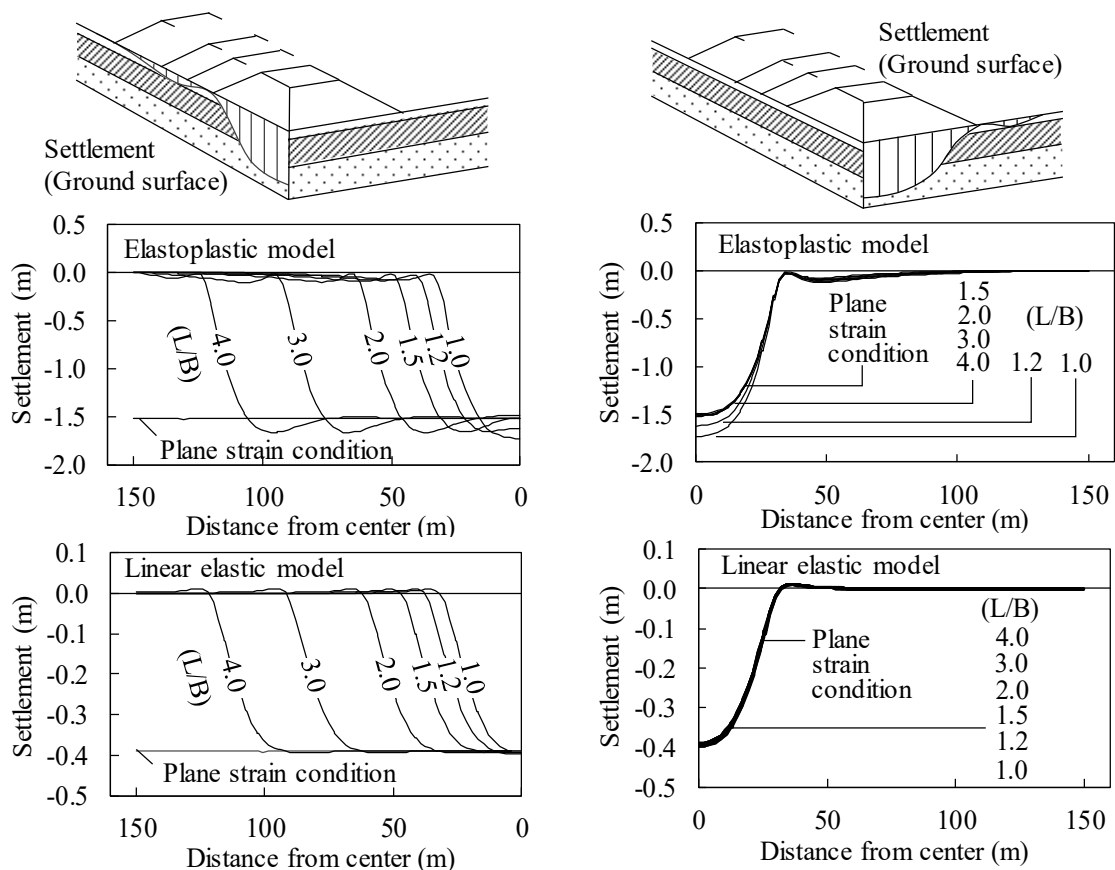 Settlement
(Ground surface)
Settlement
(Ground surface)
0.5
0.0
-0.5
-1.0
-1.5
-2.0
Settlement (m)
Elastoplastic model
(L/B)
4.0
3.0
2.0
1.5
1.2
1.0
Plane strain condition
150
100
50
0
Distance from center (m)
0.5
0.0
-0.5
-1.0
-1.5
-2.0
Settlement (m)
Elastoplastic model
Plane
strain
condition
1.5
2.0
3.0
4.0
(L/B)
1.2
1.0
0
50
100
150
Distance from center (m)
0.1
0.0
-0.1
-0.2
-0.3
-0.4
-0.5
Settlement (m)
Linear elastic model
(L/B)
4.0
3.0
2.0
1.5
1.2
1.0
Plane strain condition
150
100
50
0
Distance from center (m)
0.1
0.0
-0.1
-0.2
-0.3
-0.4
-0.5
Settlement (m)
Linear elastic model
Plane
strain
condition
(L/B)
4.0
3.0
2.0
1.5
1.2
1.0
0
50
100
150
Distance from center (m)